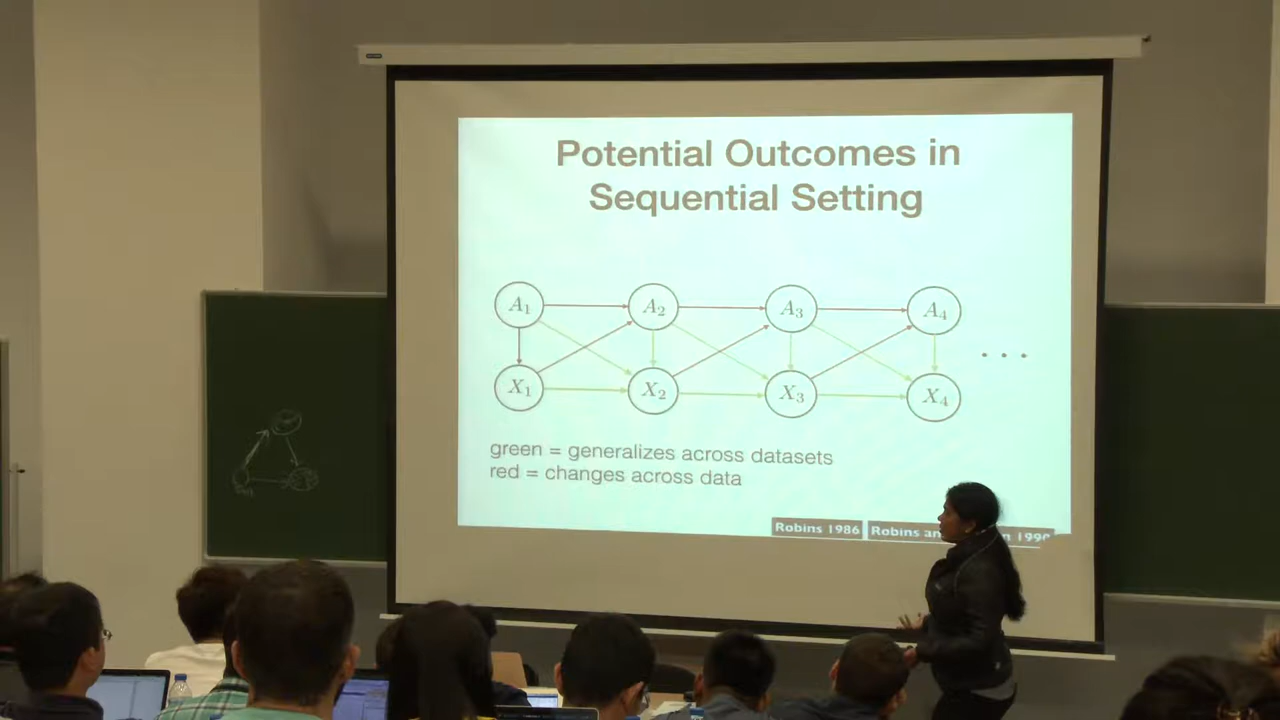 Potential Outcomes in
Sequential Setting
A₁ A₂ A₃ A₄
. . .
X₁ X₂ X₃ X₄
green = generalizes across datasets
red = changes across data
Robins 1986 Robins 199